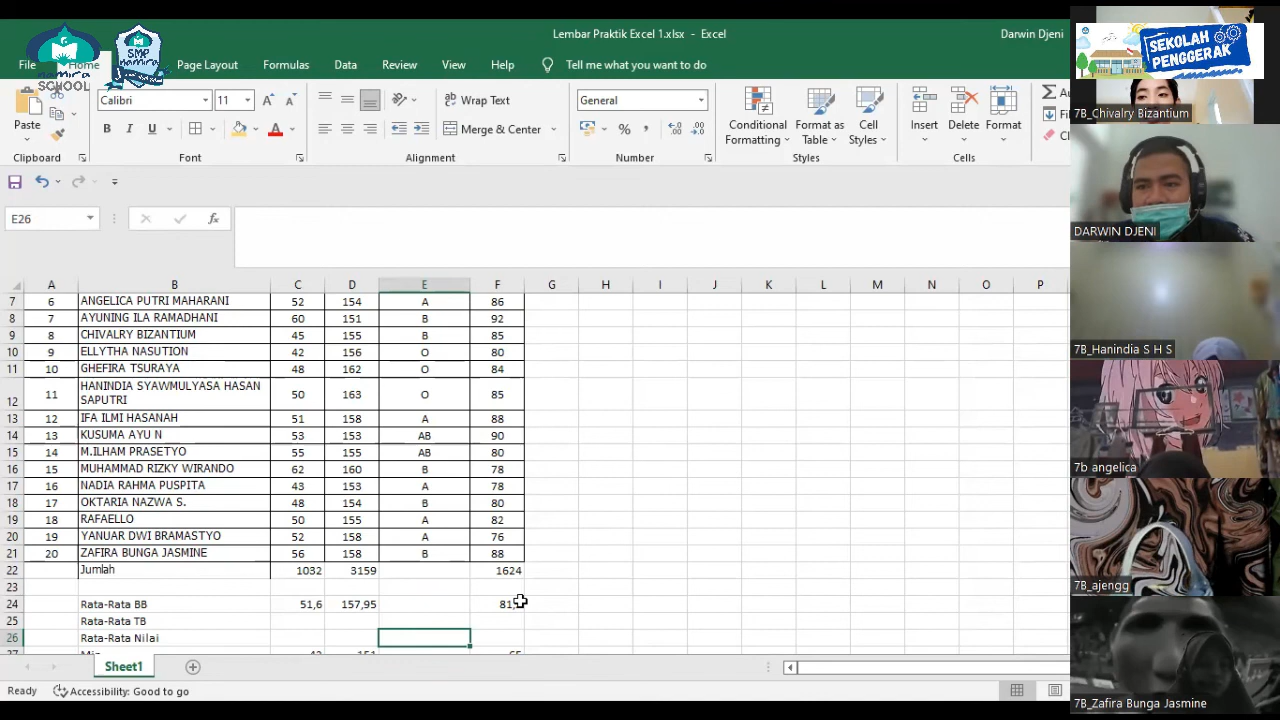 Lembar Praktik Excel 1.xlsx - Excel
Darwin Djeni
SMP
SCHOOL
SEKOLAH
PENGGERAK
File Home Page Layout Formulas Data Review View Help Tell me what you want to do
Paste
Calibri 11
B I U A
Wrap Text
Merge & Center
General
%
Conditional Formatting
Format as Table
Cell Styles
Insert Delete Format
Clipboard Font Alignment Number Styles Cells
E26 fx
A B C D E F G H I J K L M N O P
7 6 ANGELICA PUTRI MAHARANI 52 154 A 86
8 7 AYUNING ILA RAMADHANI 60 151 B 92
9 8 CHIVALRY BIZANTIUM 45 155 B 85
10 9 ELLYTHA NASUTION 42 156 O 80
11 10 GHEFIRA TSURAYA 48 162 O 84
12 11 HANINDIA SYAWMULYASA HASAN SAPUTRI 50 163 O 85
13 12 IFA ILMI HASANAH 51 158 A 88
14 13 KUSUMA AYU N 53 153 AB 90
15 14 M.ILHAM PRASETYO 55 155 AB 80
16 15 MUHAMMAD RIZKY WIRANDO 62 160 B 78
17 16 NADIA RAHMA PUSPITA 43 153 A 78
18 17 OKTARIA NAZWA S. 48 154 B 80
19 18 RAFAELLO 50 155 A 82
20 19 YANUAR DWI BRAMASTYO 52 158 A 76
21 20 ZAFIRA BUNGA JASMINE 56 158 B 88
22 Jumlah 1032 3159 1624
23
24 Rata-Rata BB 51,6 157,95
25 Rata-Rata TB
26 Rata-Rata Nilai
Sheet1
Ready Accessibility: Good to go
7B_Chivalry Bizantium
DARWIN DJENI
7B_Hanindia S H S
7b angelica
7B_ajengg
7B_Zafira Bunga Jasmine